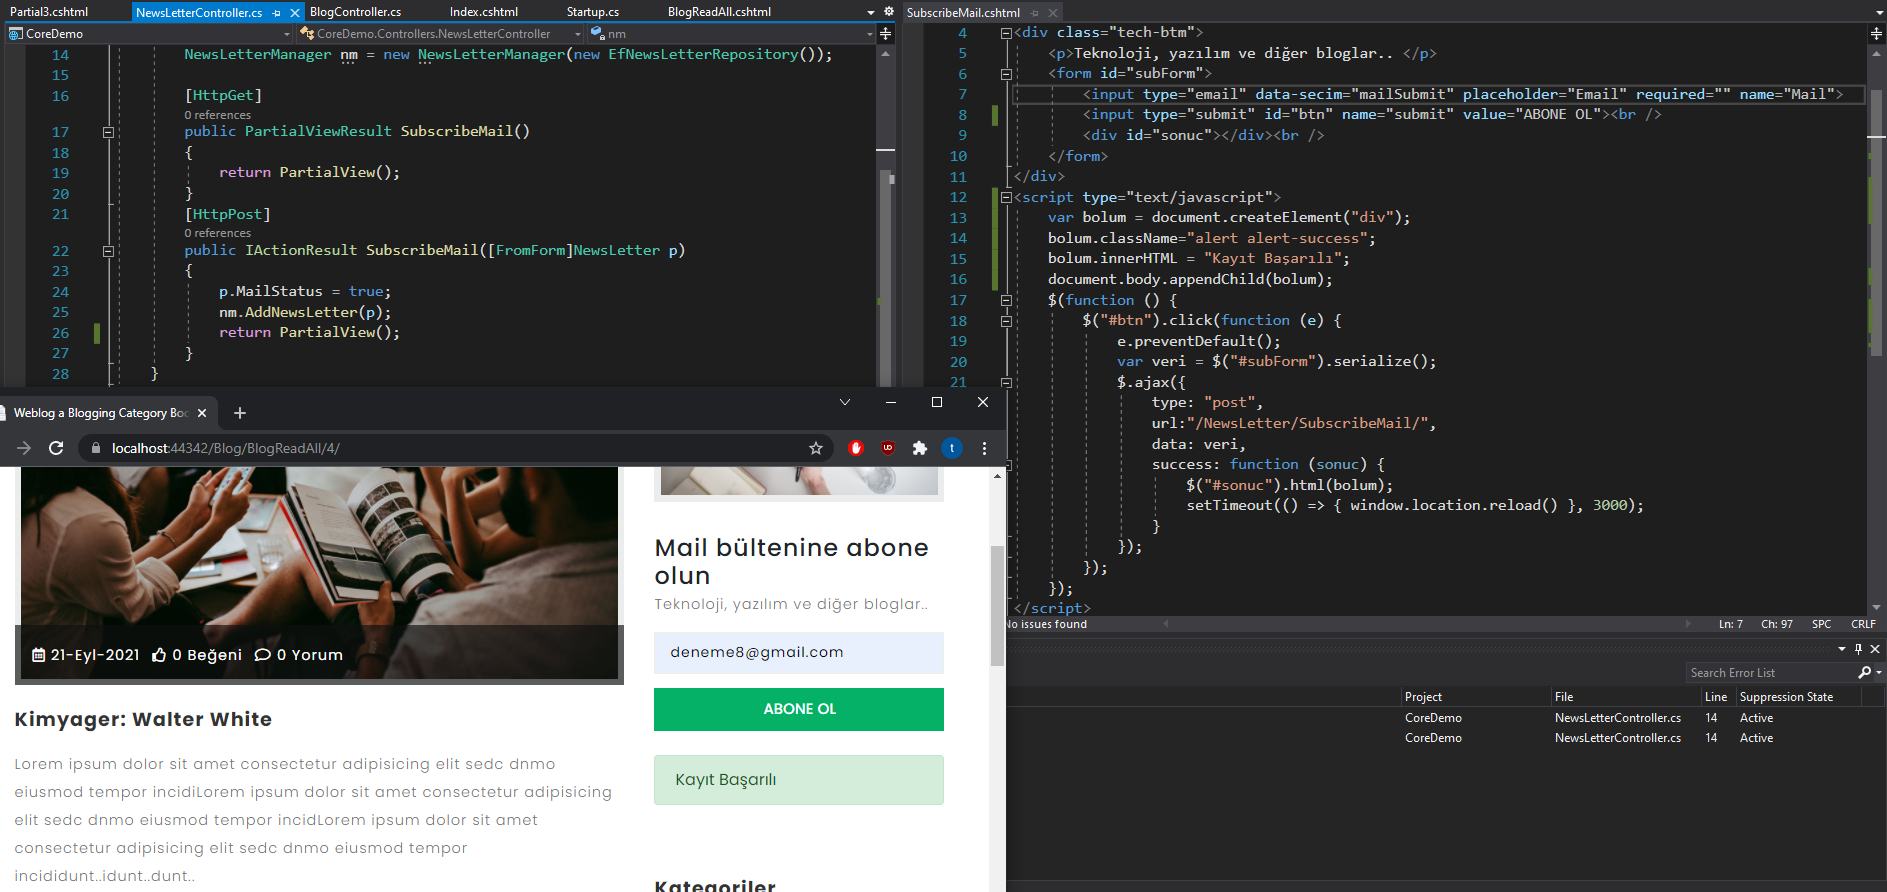 Partial3.cshtml
NewsLetterController.cs
BlogController.cs
Index.cshtml
Startup.cs
BlogReadAll.cshtml
CoreDemo
CoreDemo.Controllers.NewsLetterController
nm
14 NewsLetterManager nm = new NewsLetterManager(new EfNewsLetterRepository());
15
16 [HttpGet]
0 references
17 public PartialViewResult SubscribeMail()
18 {
19 return PartialView();
20 }
21 [HttpPost]
0 references
22 public IActionResult SubscribeMail([FromForm]NewsLetter p)
23 {
24 p.MailStatus = true;
25 nm.AddNewsLetter(p);
26 return PartialView();
27 }
28 }
SubscribeMail.cshtml
4 <div class="tech-btm">
5 <p>Teknoloji, yazılım ve diğer bloglar.. </p>
6 <form id="subForm">
7 <input type="email" data-secim="mailSubmit" placeholder="Email" required="" name="Mail">
8 <input type="submit" id="btn" name="submit" value="ABONE OL"><br />
9 <div id="sonuc"></div><br />
10 </form>
11 </div>
12 <script type="text/javascript">
13 var bolum = document.createElement("div");
14 bolum.className="alert alert-success";
15 bolum.innerHTML = "Kayıt Başarılı";
16 document.body.appendChild(bolum);
17 $(function () {
18 $("#btn").click(function (e) {
19 e.preventDefault();
20 var veri = $("#subForm").serialize();
21 $.ajax({
type: "post",
url:"/NewsLetter/SubscribeMail/",
data: veri,
success: function (sonuc) {
$("#sonuc").html(bolum);
setTimeout(() => { window.location.reload() }, 3000);
}
});
});
});
</script>
No issues found
Ln: 7 Ch: 97 SPC CRLF
Search Error List
Project File Line Suppression State
CoreDemo NewsLetterController.cs 14 Active
CoreDemo NewsLetterController.cs 14 Active
Weblog a Blogging Category Boo
localhost:44342/Blog/BlogReadAll/4/
UD
t
21-Eyl-2021 0 Beğeni 0 Yorum
Kimyager: Walter White
Lorem ipsum dolor sit amet consectetur adipisicing elit sedc dnmo
eiusmod tempor incidiLorem ipsum dolor sit amet consectetur adipisicing
elit sedc dnmo eiusmod tempor incidLorem ipsum dolor sit amet
consectetur adipisicing elit sedc dnmo eiusmod tempor
incididunt..idunt..dunt..
Mail bültenine abone
olun
Teknoloji, yazılım ve diğer bloglar..
deneme8@gmail.com
ABONE OL
Kayıt Başarılı
Kategoriler